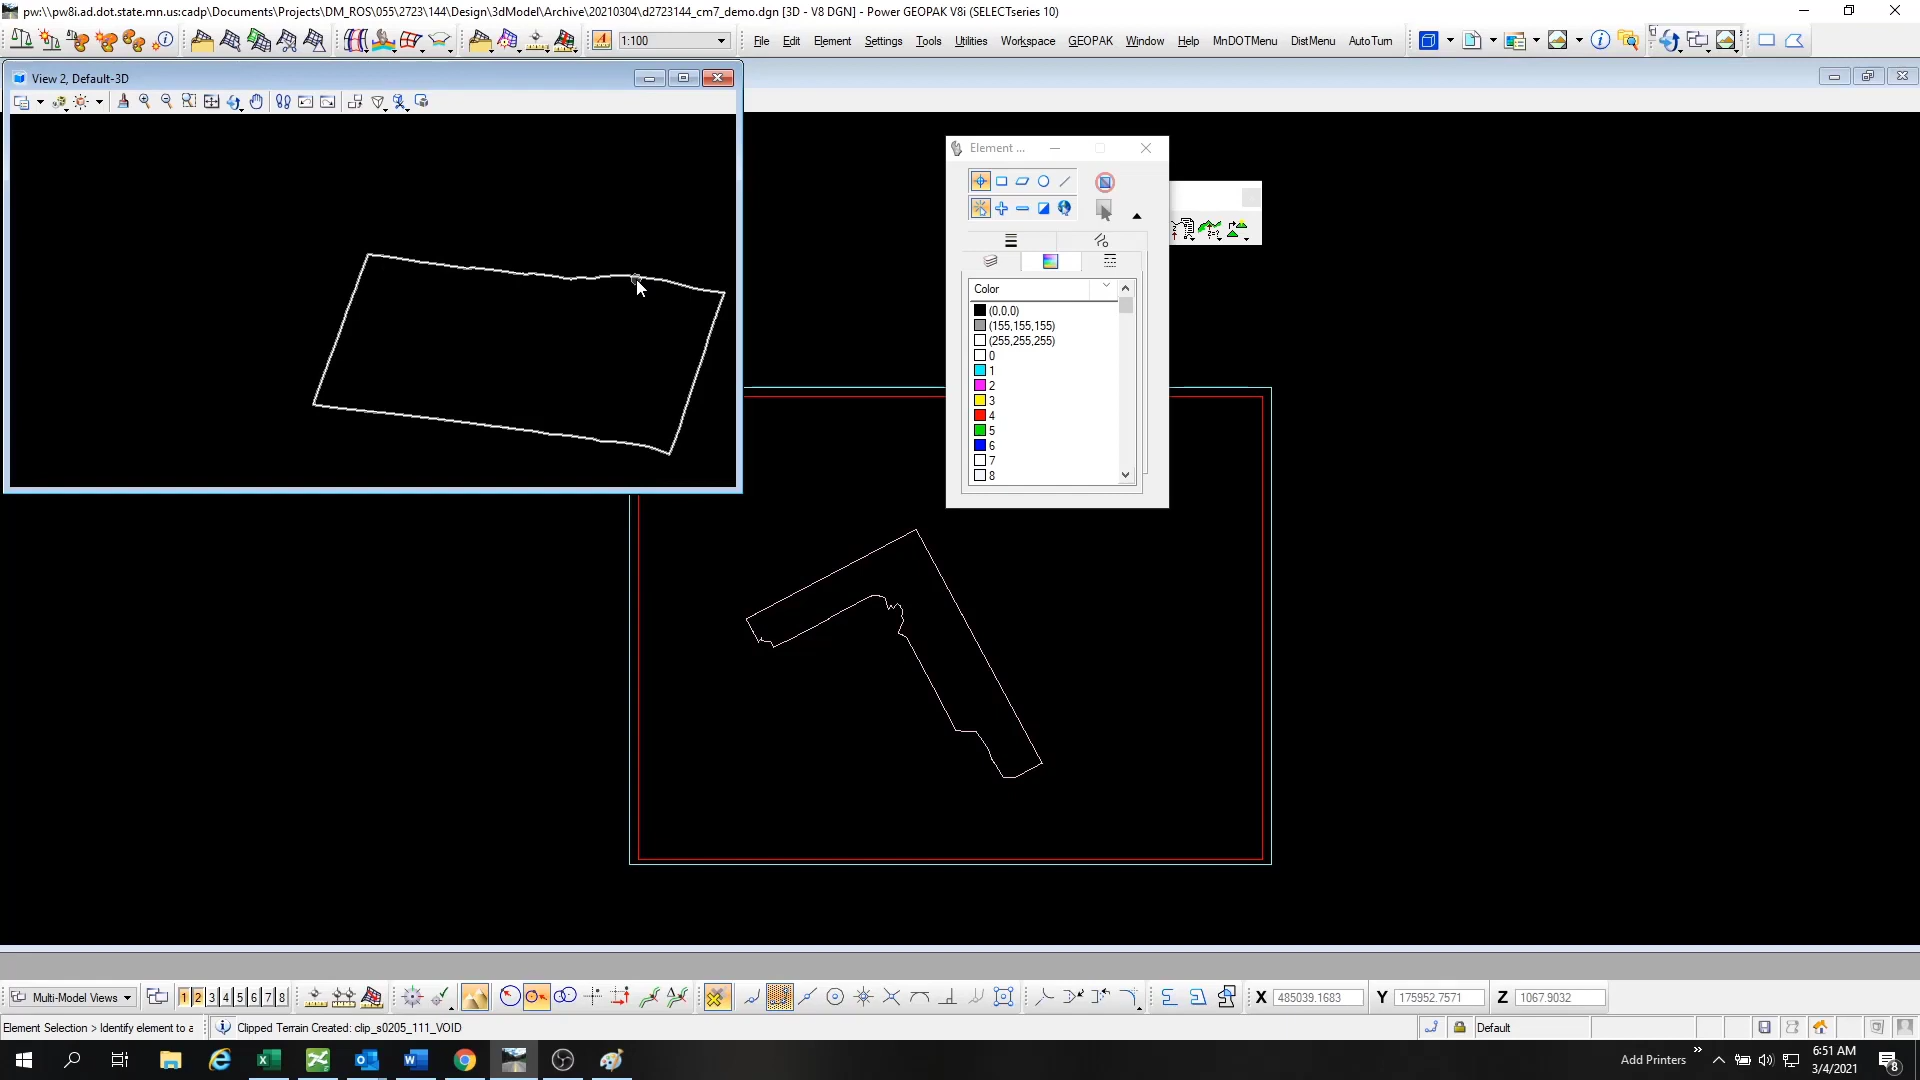 pw:\\pw8i.ad.dot.state.mn.us:cadp\Documents\Projects\DM_ROS\055\2723\144\Design\3dModel\Archive\20210304\d2723144_cm7_demo.dgn [3D - V8 DGN] - Power GEOPAK V8i (SELECTseries 10)
1:100
File Edit Element Settings Tools Utilities Workspace GEOPAK Window Help MnDOTMenu DistMenu AutoTurn
View 2, Default-3D
Element ...
Color
(0,0,0)
(155,155,155)
(255,255,255)
0
1
2
3
4
5
6
7
8
Multi-Model Views
1 2 3 4 5 6 7 8
X 485039.1683 Y 175952.7571 Z 1067.9032
Element Selection > Identify element to a
Clipped Terrain Created: clip_s0205_111_VOID
Default
Add Printers
6:51 AM
3/4/2021
8